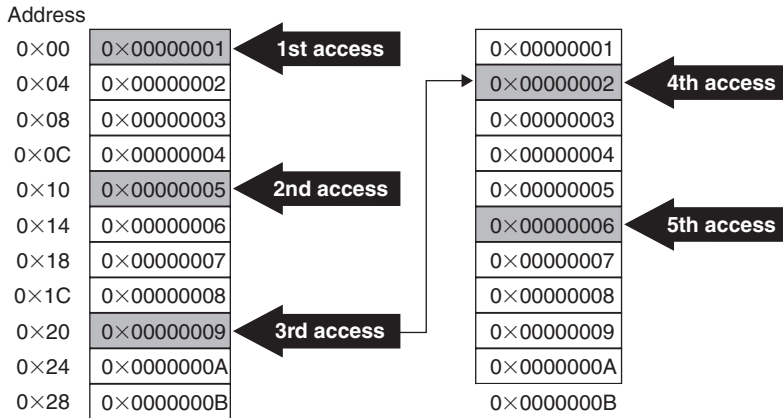 Address
0×00 0×00000001 1st access 0×00000001
0×04 0×00000002 0×00000002 4th access
0×08 0×00000003 0×00000003
0×0C 0×00000004 0×00000004
0×10 0×00000005 2nd access 0×00000005
0×14 0×00000006 0×00000006 5th access
0×18 0×00000007 0×00000007
0×1C 0×00000008 0×00000008
0×20 0×00000009 3rd access 0×00000009
0×24 0×0000000A 0×0000000A
0×28 0×0000000B 0×0000000B